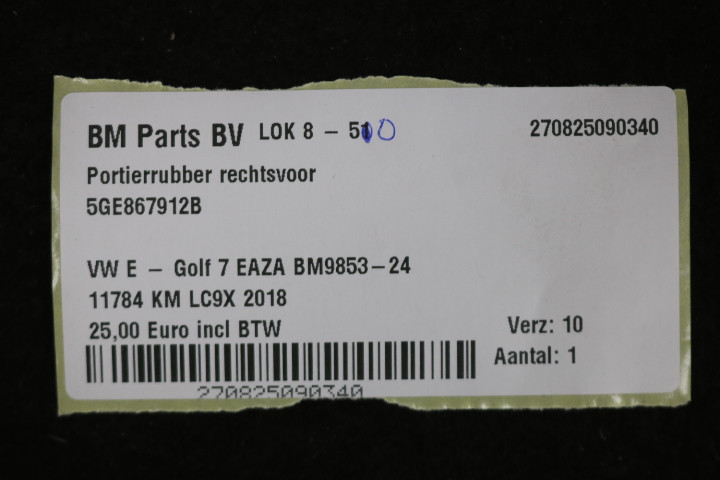 BM Parts BV LOK 8 - 50 270825090340
Portierrubber rechtsvoor
5GE867912B
VW E - Golf 7 EAZA BM9853-24
11784 KM LC9X 2018
25,00 Euro incl BTW Verz: 10
Aantal: 1
270825090340